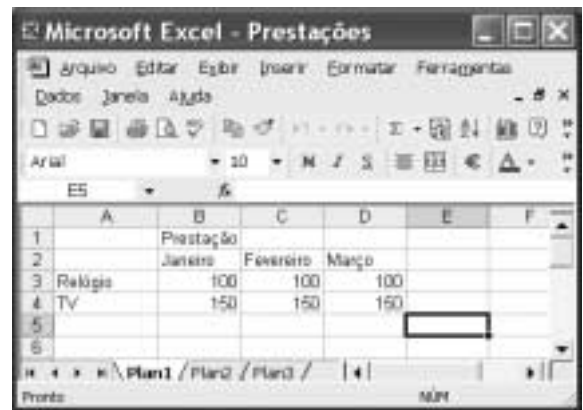 Microsoft Excel - Prestações
Arquivo Editar Exibir Inserir Formatar Ferramentas
Dados Janela Ajuda
Arial 10 N I S €
E5 fx
A B C D E F
1 Prestação
2 Janeiro Fevereiro Março
3 Relógio 100 100 100
4 TV 150 150 150
5
6
Plan1 Plan2 Plan3
Pronto NÚM